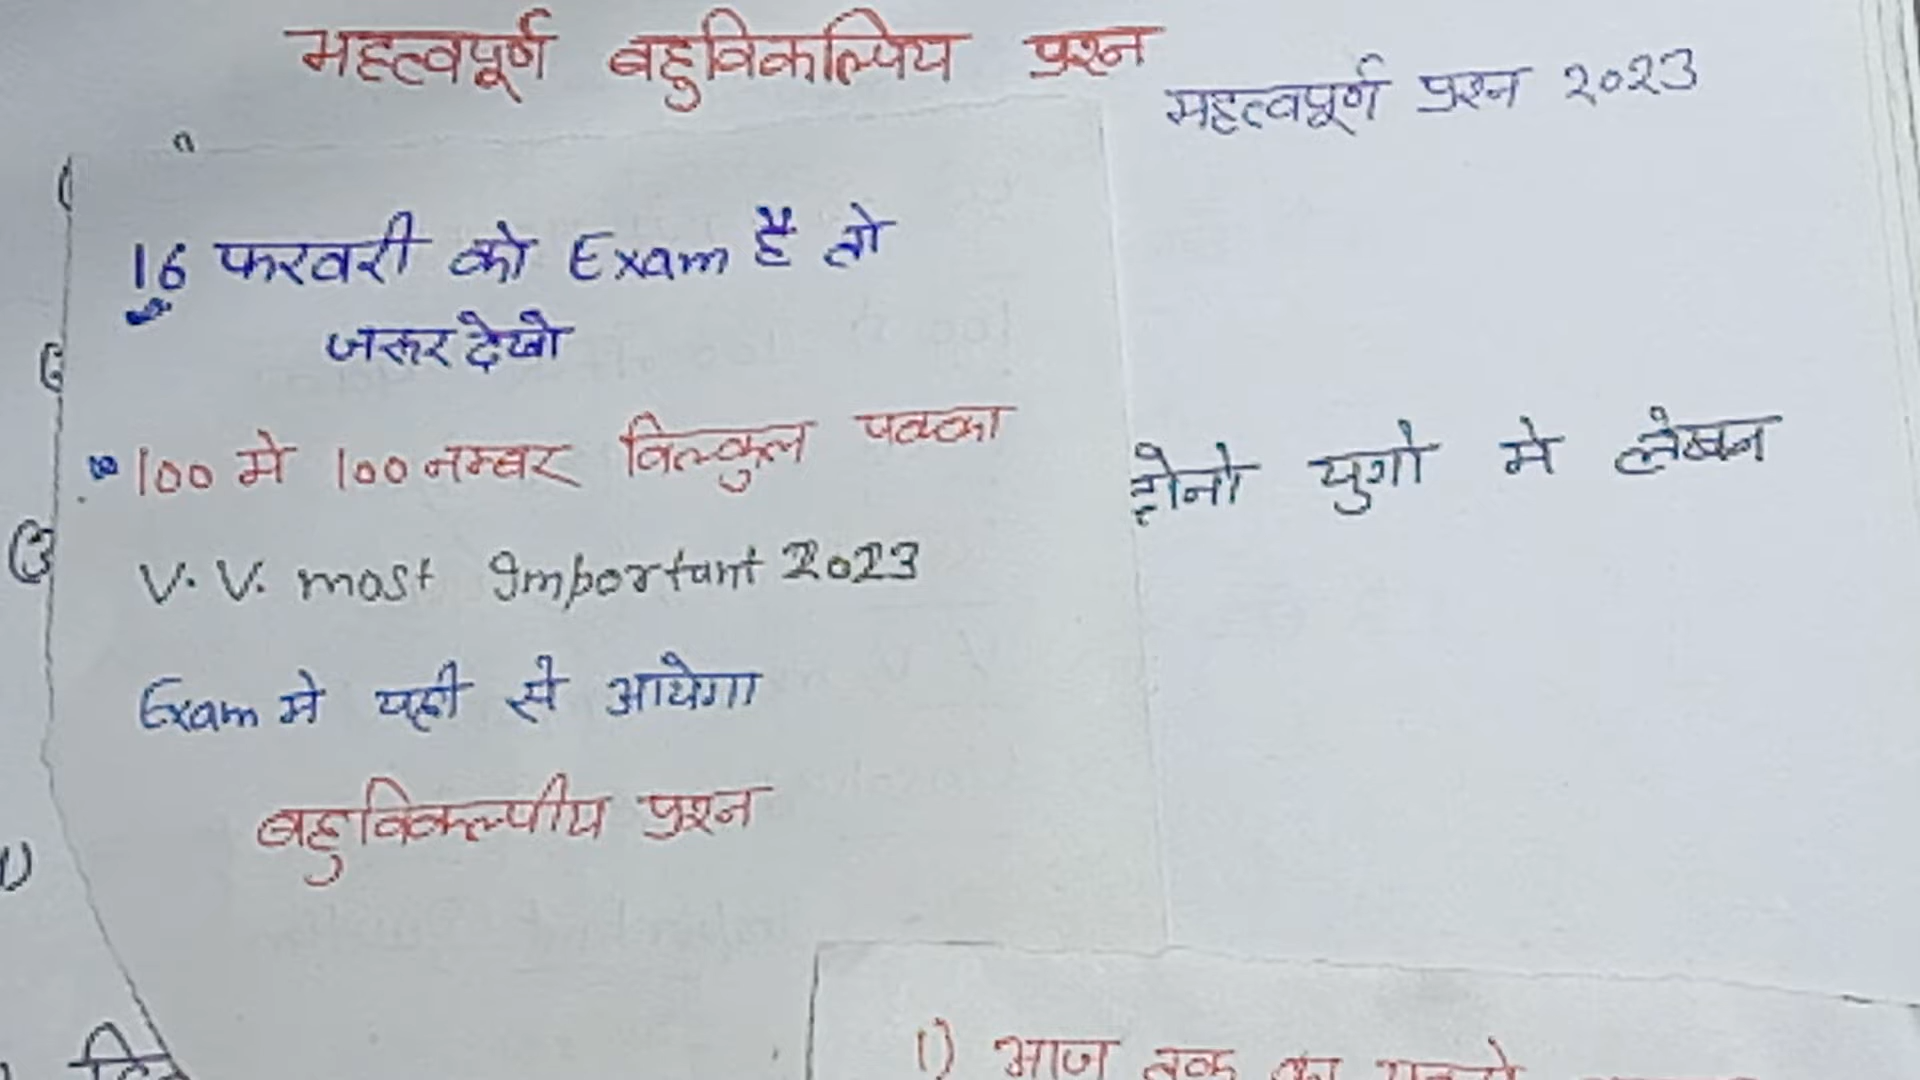 महत्वपूर्ण बहुविकल्पिय प्रश्न
महत्वपूर्ण प्रश्न २०२3
16 फरवरी को Exam है तो
जरूर देखो
100 मे 100 नम्बर विल्कुल पक्का
दोनो युगो मे लेखन
V. V. most Important 2023
Exam मे यही से आयेगा
बहुविकल्पीय प्रश्न
1) आज तक का